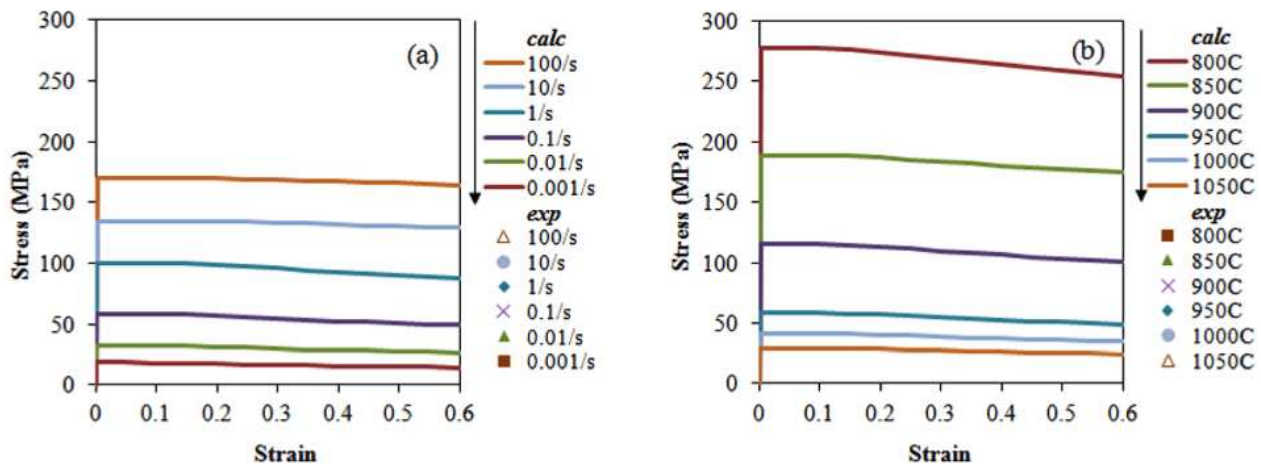 300
250
200
150
100
50
0
Stress (MPa)
0 0.1 0.2 0.3 0.4 0.5 0.6
Strain
(a)
calc
100/s
10/s
1/s
0.1/s
0.01/s
0.001/s
exp
100/s
10/s
1/s
0.1/s
0.01/s
0.001/s
300
250
200
150
100
50
0
Stress (MPa)
0 0.1 0.2 0.3 0.4 0.5 0.6
Strain
(b)
calc
800C
850C
900C
950C
1000C
1050C
exp
800C
850C
900C
950C
1000C
1050C